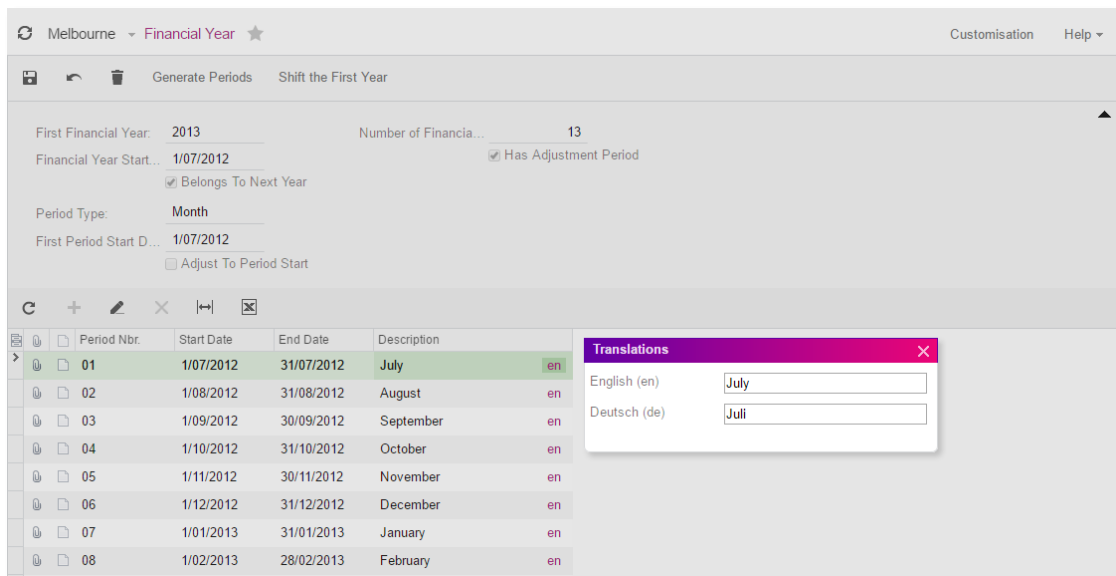 Melbourne Financial Year Customisation Help
Generate Periods Shift the First Year
First Financial Year: 2013 Number of Financia... 13
Financial Year Start... 1/07/2012 Has Adjustment Period
Belongs To Next Year
Period Type: Month
First Period Start D... 1/07/2012
Adjust To Period Start
Period Nbr. Start Date End Date Description
01 1/07/2012 31/07/2012 July en
02 1/08/2012 31/08/2012 August en
03 1/09/2012 30/09/2012 September en
04 1/10/2012 31/10/2012 October en
05 1/11/2012 30/11/2012 November en
06 1/12/2012 31/12/2012 December en
07 1/01/2013 31/01/2013 January en
08 1/02/2013 28/02/2013 February en
Translations
English (en) July
Deutsch (de) Juli